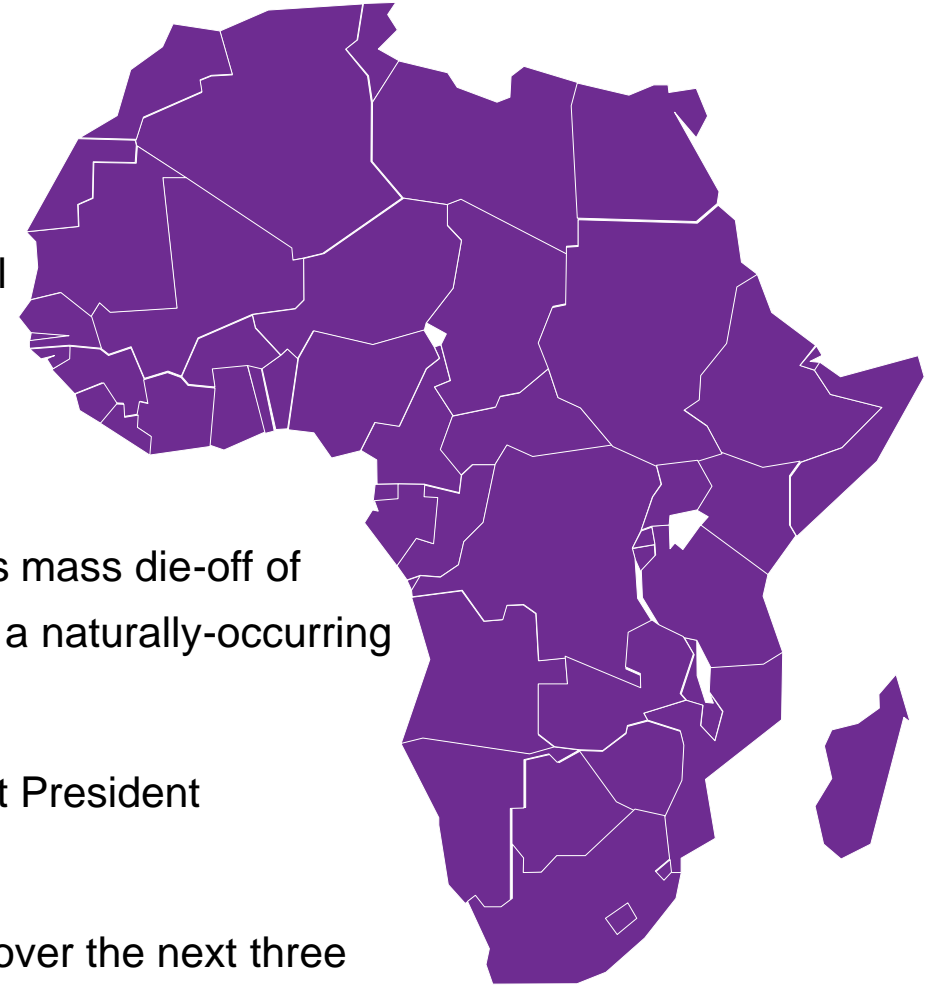 l
s mass die-off of
a naturally-occurring
t President
over the next three